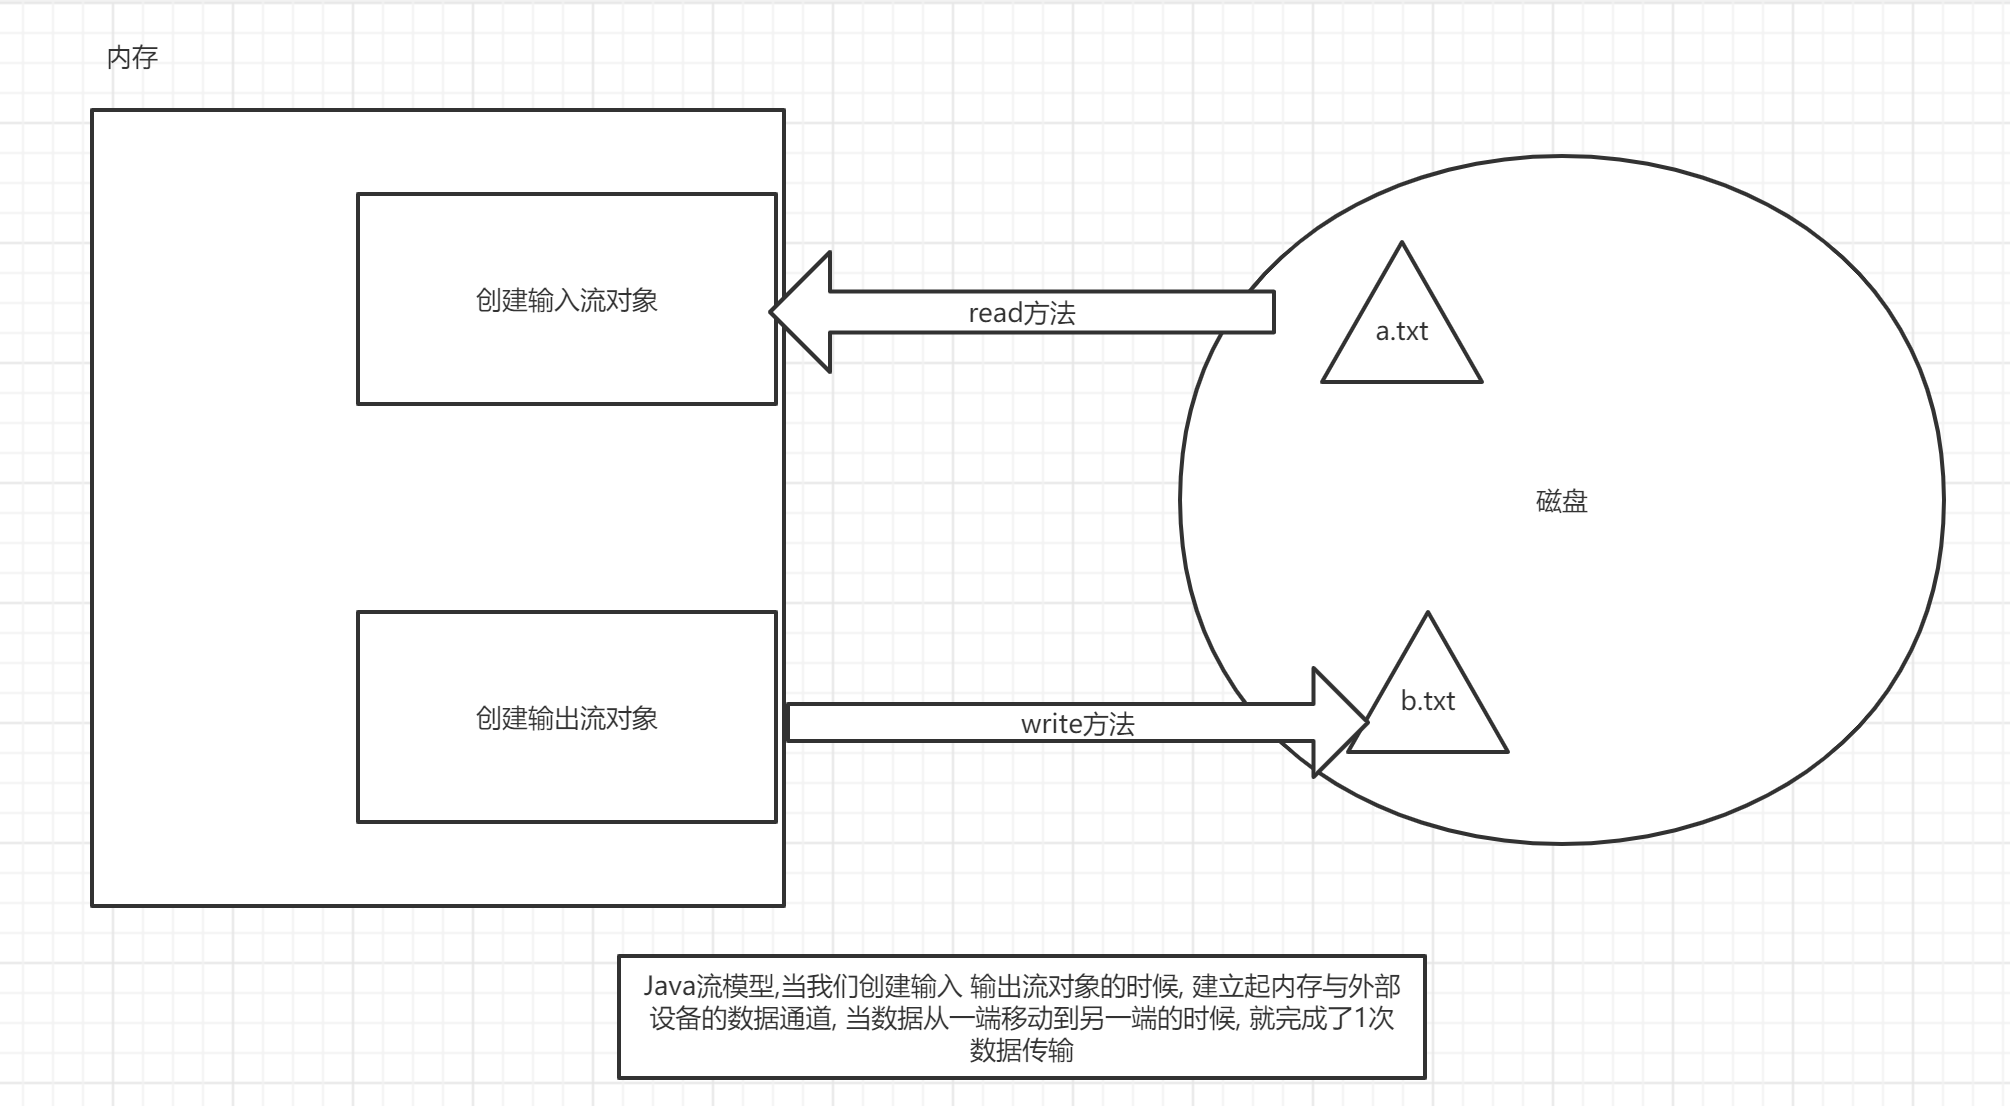 内存
创建输入流对象
read方法
a.txt
磁盘
创建输出流对象
write方法
b.txt
Java流模型,当我们创建输入 输出流对象的时候, 建立起内存与外部
设备的数据通道, 当数据从一端移动到另一端的时候, 就完成了1次
数据传输